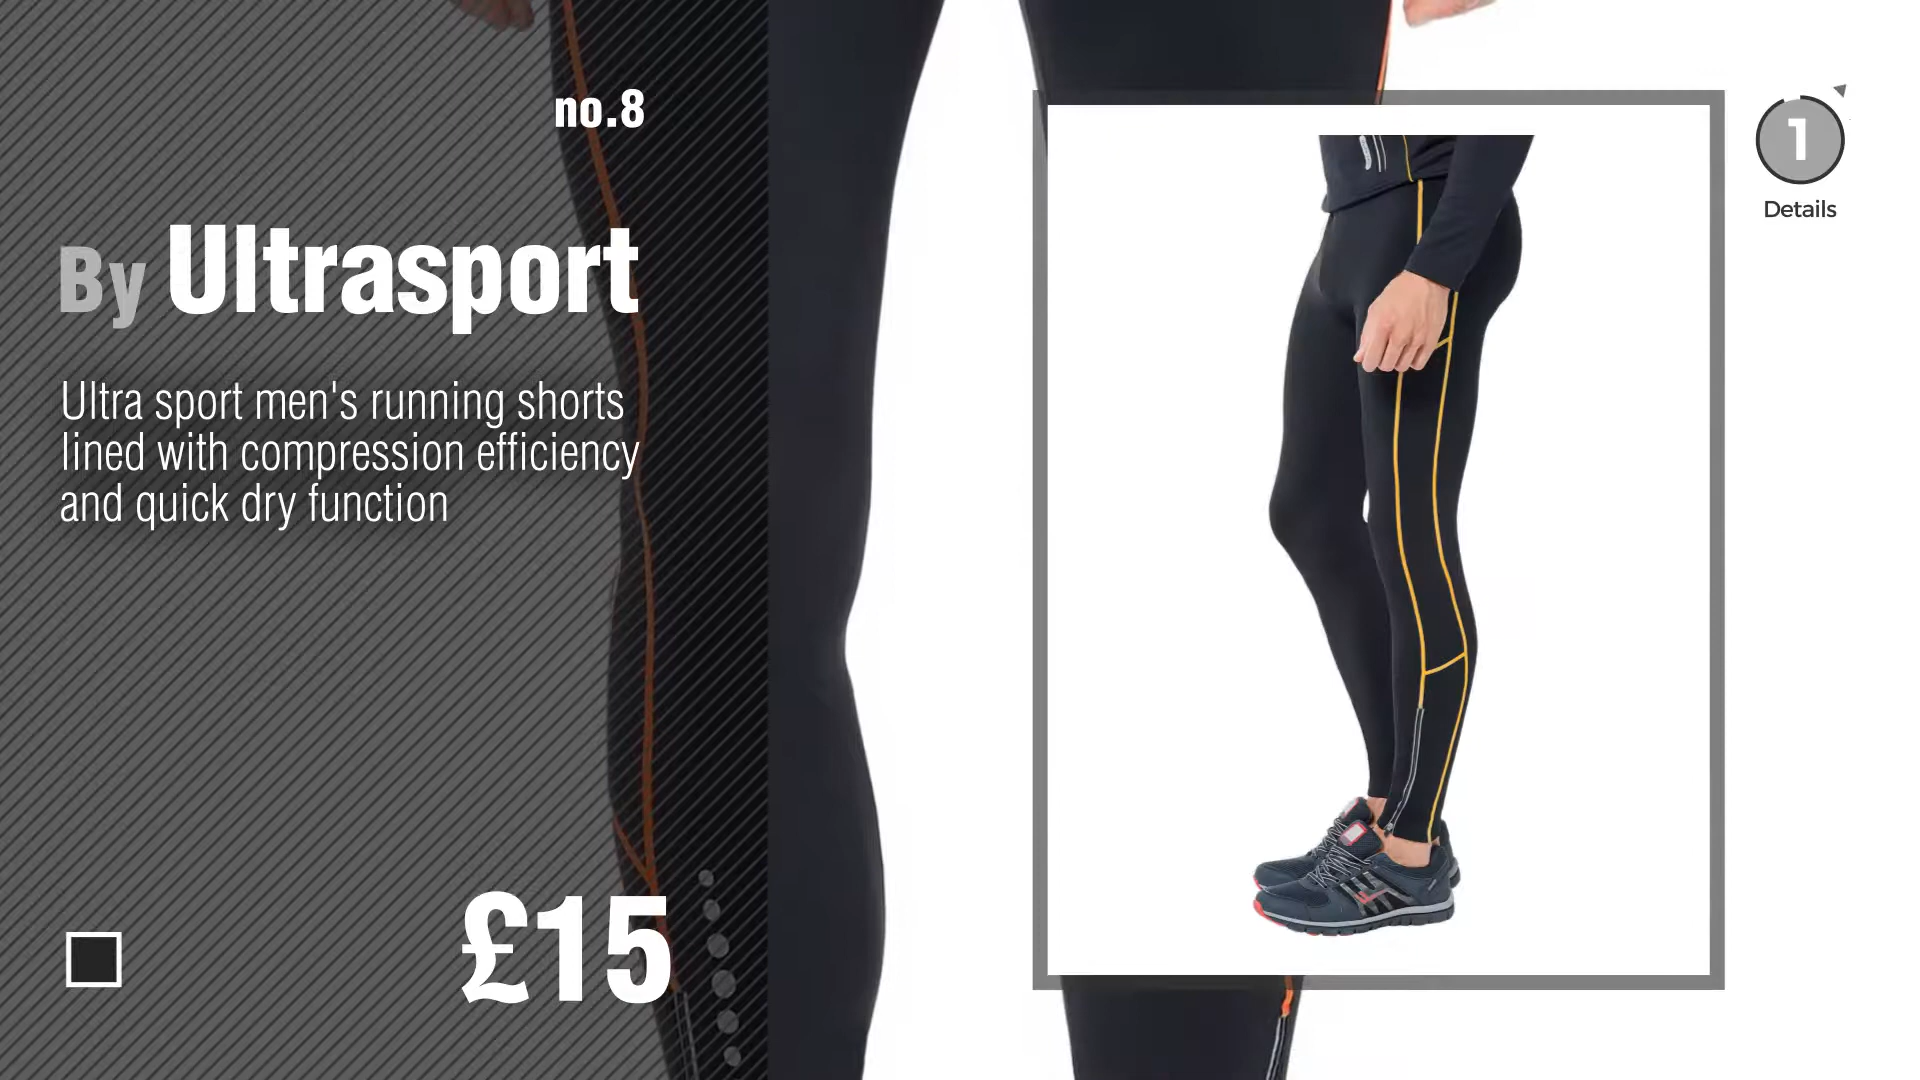 no.8
By Ultrasport
Ultra sport men's running shorts
lined with compression efficiency
and quick dry function
£15
1
Details